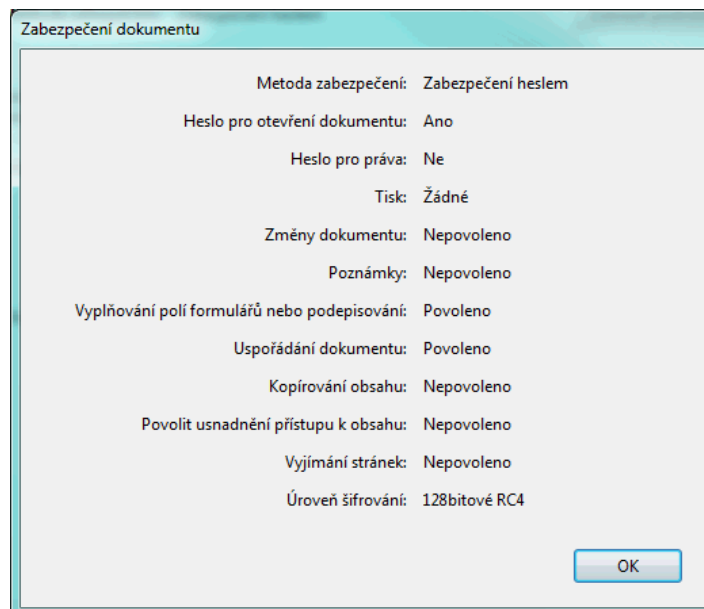 Zabezpečení dokumentu
Metoda zabezpečení: Zabezpečení heslem
Heslo pro otevření dokumentu: Ano
Heslo pro práva: Ne
Tisk: Žádné
Změny dokumentu: Nepovoleno
Poznámky: Nepovoleno
Vyplňování polí formulářů nebo podepisování: Povoleno
Uspořádání dokumentu: Povoleno
Kopírování obsahu: Nepovoleno
Povolit usnadnění přístupu k obsahu: Nepovoleno
Vyjímání stránek: Nepovoleno
Úroveň šifrování: 128bitové RC4
OK